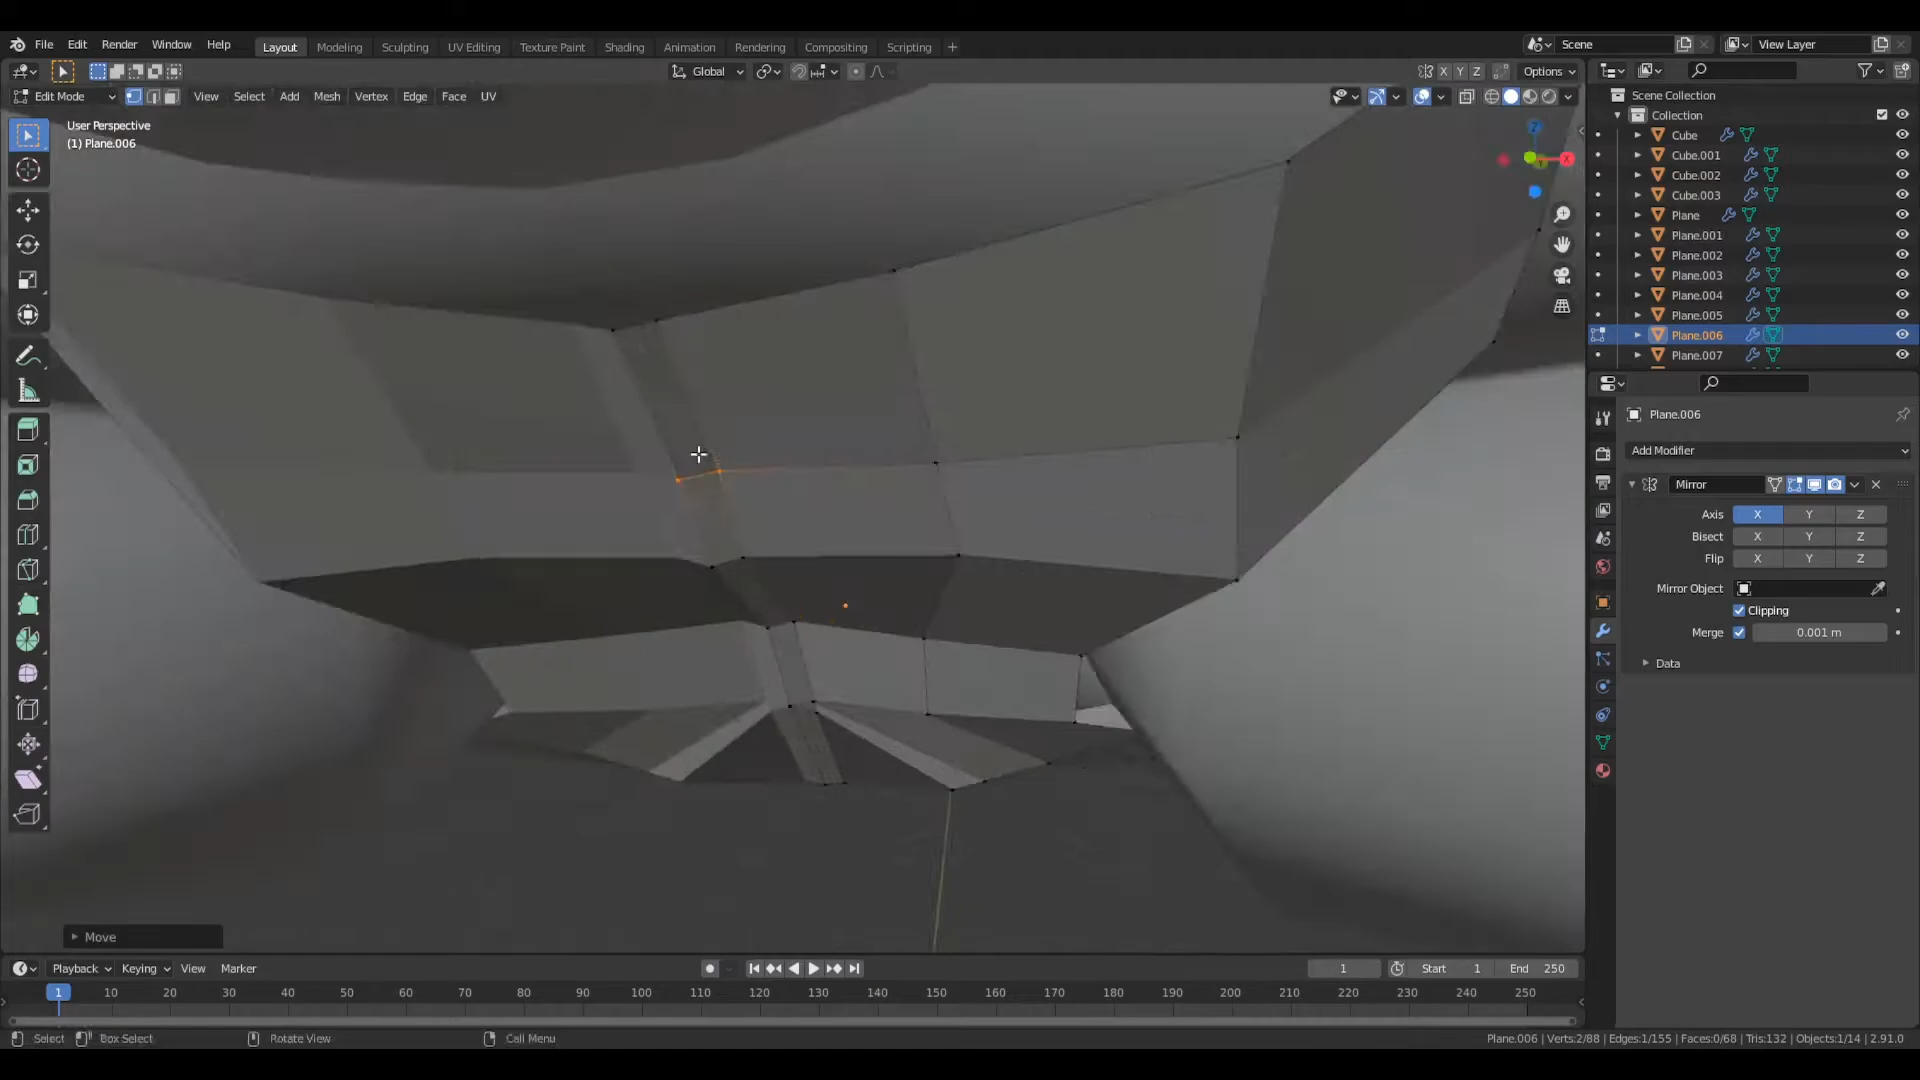 File Edit Render Window Help Layout Modeling Sculpting UV Editing Texture Paint Shading Animation Rendering Compositing Scripting + Scene View Layer
Global X Y Z Options
Edit Mode View Select Add Mesh Vertex Edge Face UV
User Perspective
(1) Plane.006
Z
X
Scene Collection
Collection
Cube
Cube.001
Cube.002
Cube.003
Plane
Plane.001
Plane.002
Plane.003
Plane.004
Plane.005
Plane.006
Plane.007
Plane.006
Add Modifier
Mirror
Axis X Y Z
Bisect X Y Z
Flip X Y Z
Mirror Object
Clipping
Merge 0.001 m
Data
Move
Playback Keying View Marker 1 Start 1 End 250
1 10 20 30 40 50 60 70 80 90 100 110 120 130 140 150 160 170 180 190 200 210 220 230 240 250
Select Box Select Rotate View Call Menu Plane.006 | Verts:2/88 | Edges:1/155 | Faces:0/68 | Tris:132 | Objects:1/14 | 2.91.0